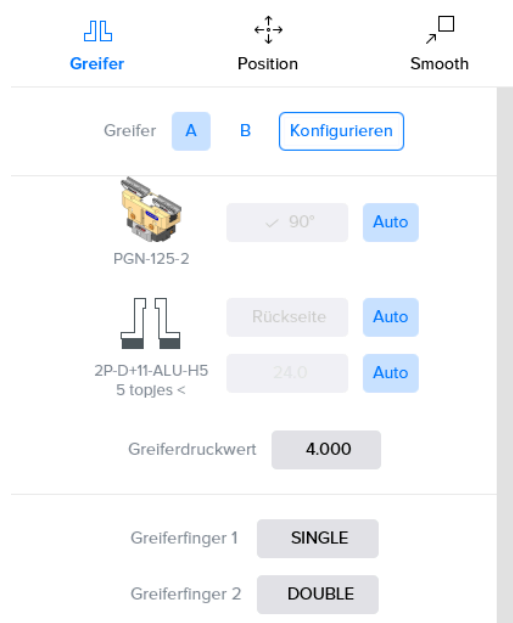 Greifer
Position
Smooth
Greifer A B Konfigurieren
90°
Auto
PGN-125-2
Rückseite
Auto
2P-D+11-ALU-H5
5 topjes <
24.0
Auto
Greiferdruckwert 4.000
Greiferfinger 1 SINGLE
Greiferfinger 2 DOUBLE